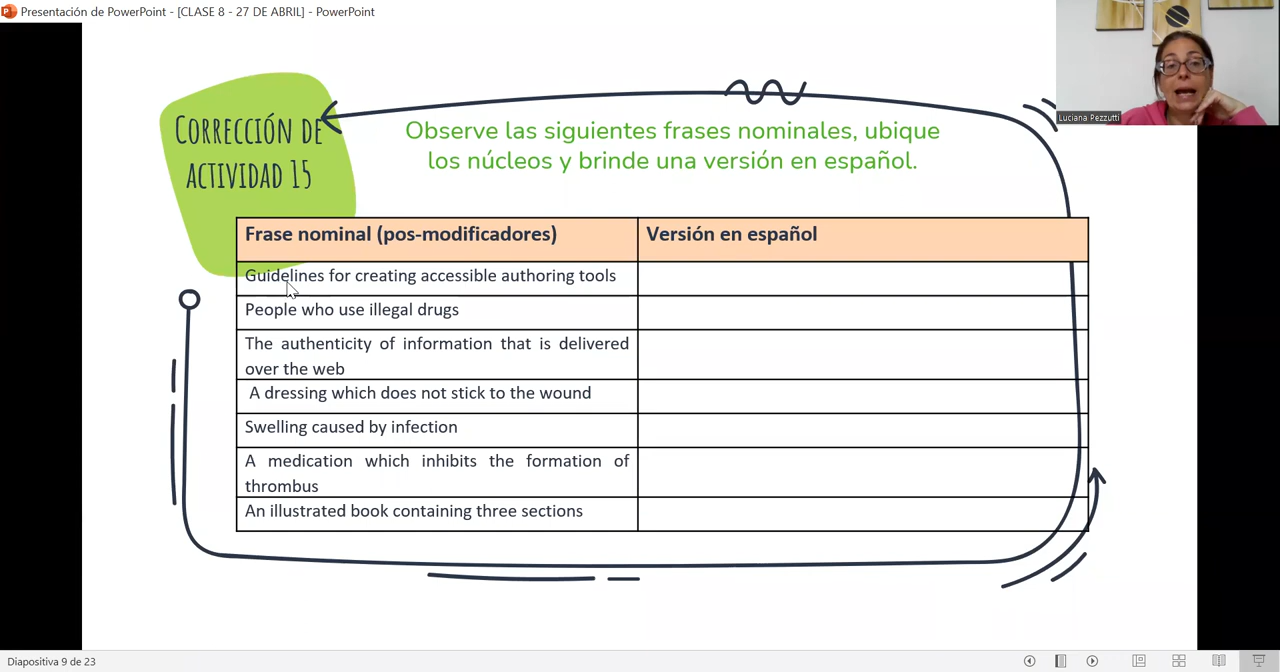 Presentación de PowerPoint - [CLASE 8 - 27 DE ABRIL] - PowerPoint
Luciana Pezzutti
CORRECCIÓN DE
ACTIVIDAD 15
Observe las siguientes frases nominales, ubique
los núcleos y brinde una versión en español.
Frase nominal (pos-modificadores) Versión en español
Guidelines for creating accessible authoring tools
People who use illegal drugs
The authenticity of information that is delivered
over the web
A dressing which does not stick to the wound
Swelling caused by infection
A medication which inhibits the formation of
thrombus
An illustrated book containing three sections
Diapositiva 9 de 23